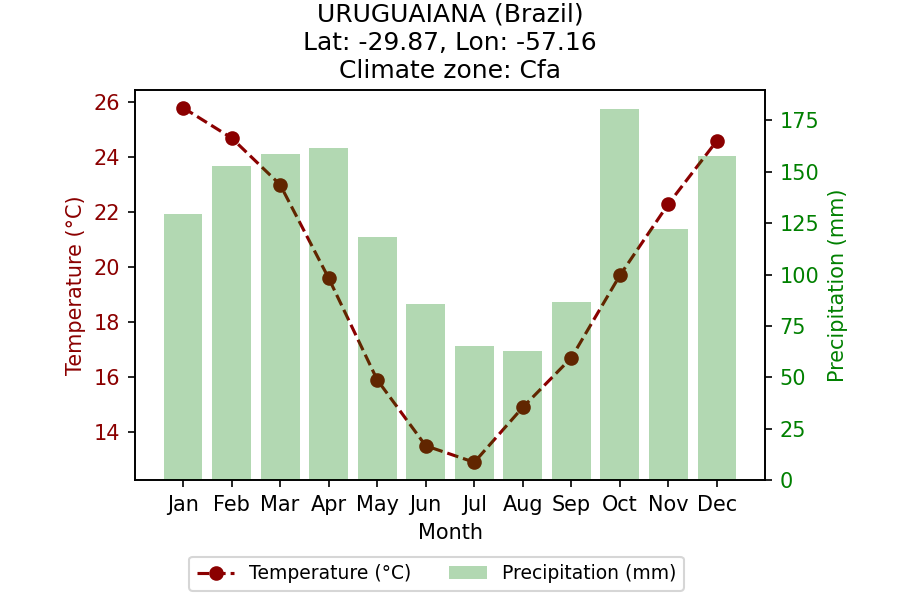 URUGUAIANA (Brazil)
Lat: -29.87, Lon: -57.16
Climate zone: Cfa
26
24
22
20
18
16
14
Temperature (°C)
175
150
125
100
75
50
25
0
Precipitation (mm)
Jan Feb Mar Apr May Jun Jul Aug Sep Oct Nov Dec
Month
Temperature (°C) Precipitation (mm)